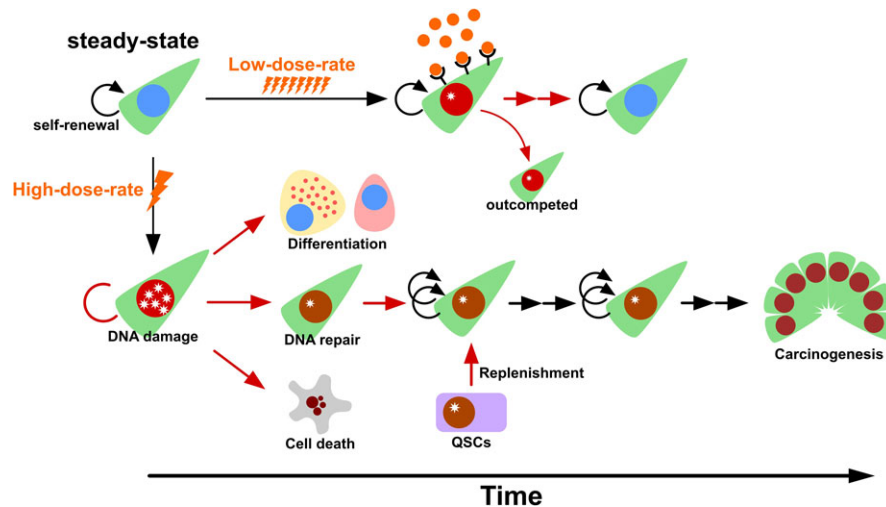 steady-state
Low-dose-rate
self-renewal
outcompeted
High-dose-rate
Differentiation
DNA damage
DNA repair
Carcinogenesis
Replenishment
Cell death
QSCs
Time